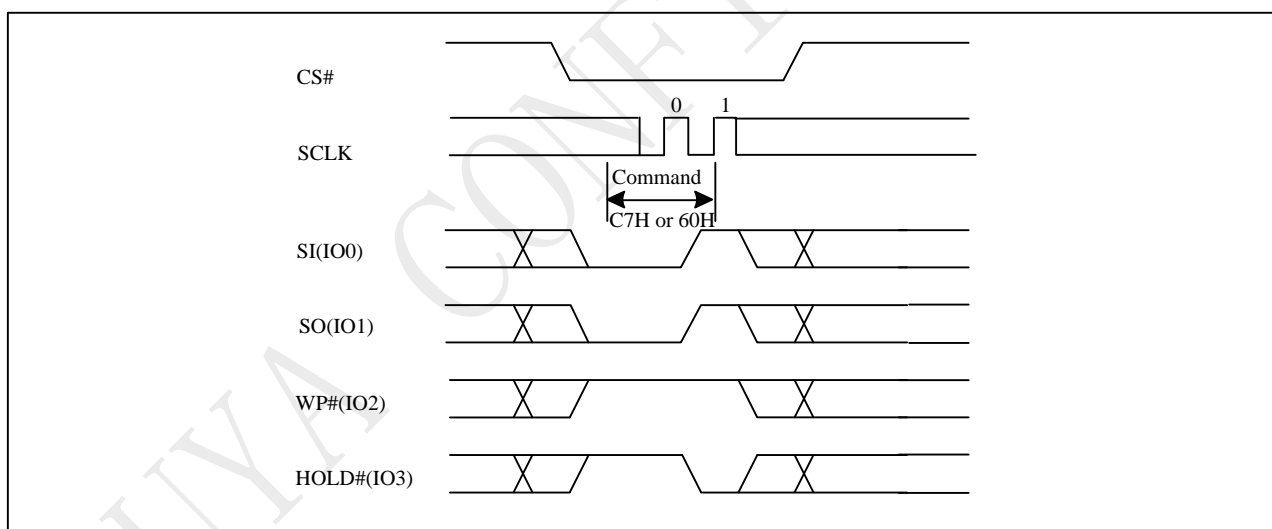 CS#
0 1
SCLK
Command
C7H or 60H
SI(IO0)
SO(IO1)
WP#(IO2)
HOLD#(IO3)